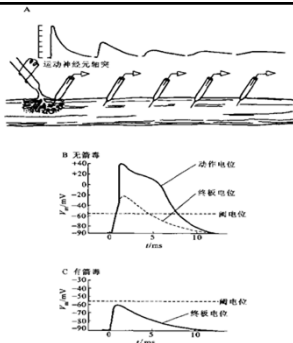 A
运动神经元轴突
B 无箭毒
+40
+20
0
-20
-40
-60
-80
-90
Vm/mV
动作电位
终板电位
阈电位
0 5 10
t/ms
C 有箭毒
-30
-40
-50
-60
-70
-80
-90
Vm/mV
阈电位
终板电位
0 5 10
t/ms